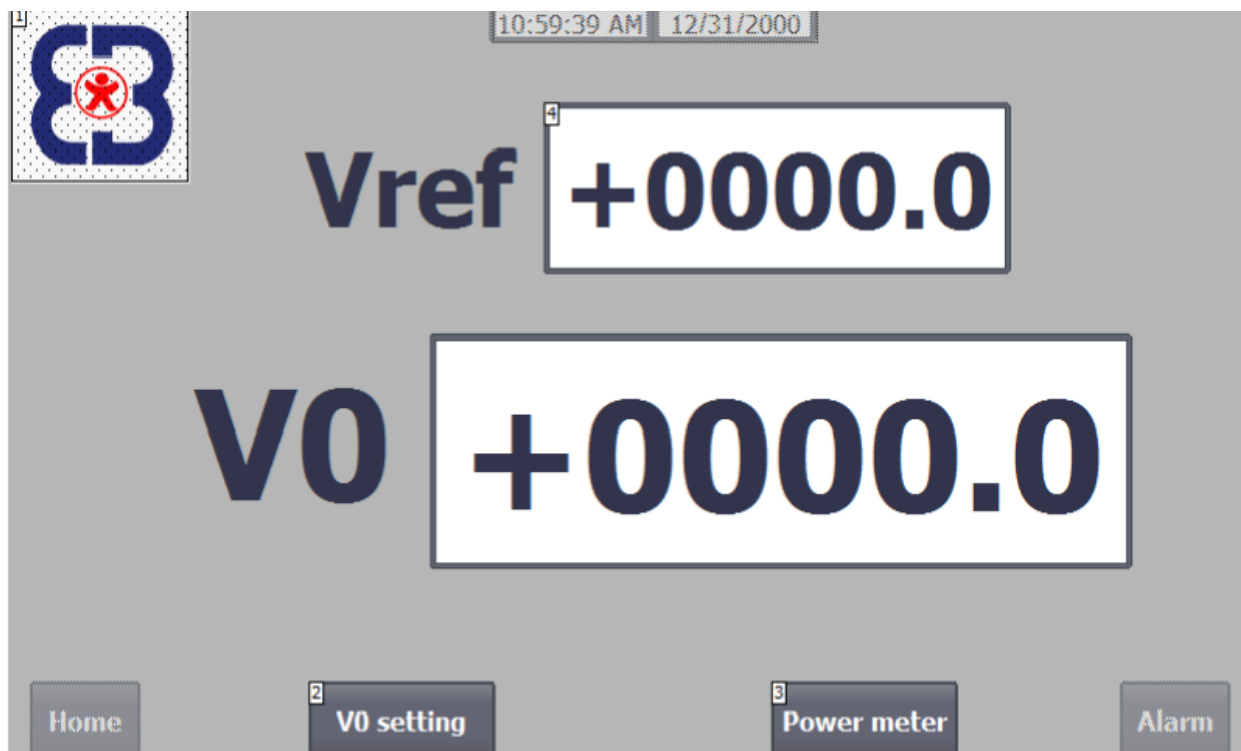 1
10:59:39 AM 12/31/2000
4
Vref +0000.0
V0 +0000.0
2
3
Home V0 setting Power meter Alarm